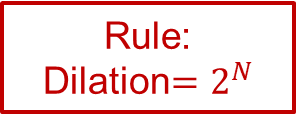 Rule:
Dilation= 2^N